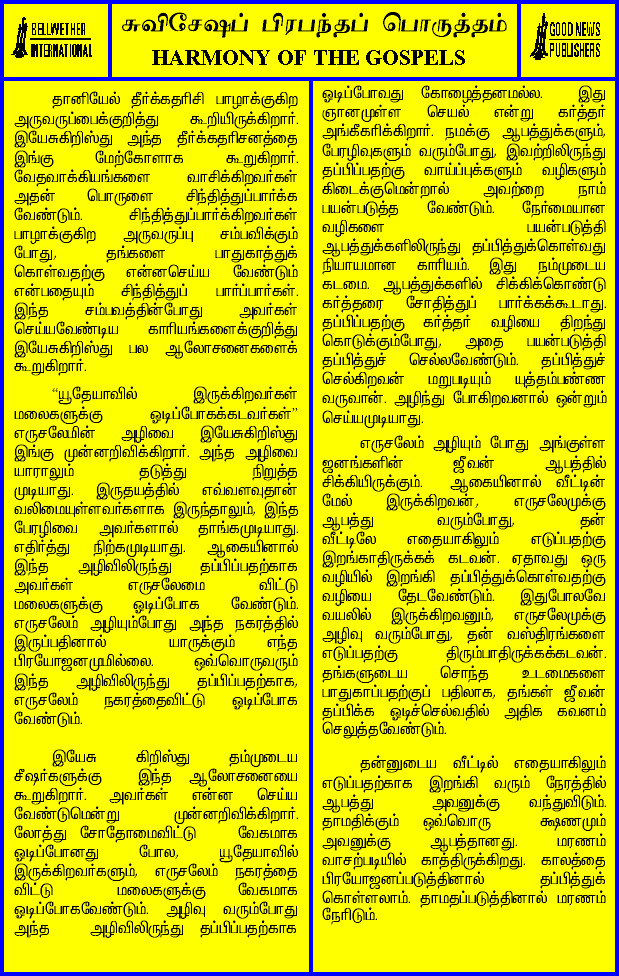 BELLWETHER
INTERNATIONAL
சுவிசேஷப் பிரபந்தப் பொருத்தம்
HARMONY OF THE GOSPELS
GOOD NEWS
PUBLISHERS
தானியேல் தீர்க்கதரிசி பாழாக்குகிற
அருவருப்பைக்குறித்து கூறியிருக்கிறார்.
இயேசுகிறிஸ்து அந்த தீர்க்கதரிசனத்தை
இங்கு மேற்கோளாக கூறுகிறார்.
வேதவாக்கியங்களை வாசிக்கிறவர்கள்
அதன் பொருளை சிந்தித்துப்பார்க்க
வேண்டும். சிந்தித்துப்பார்க்கிறவர்கள்
பாழாக்குகிற அருவருப்பு சம்பவிக்கும்
போது, தங்களை பாதுகாத்துக்
கொள்வதற்கு என்னசெய்ய வேண்டும்
என்பதையும் சிந்தித்துப் பார்ப்பார்கள்.
இந்த சம்பவத்தின்போது அவர்கள்
செய்யவேண்டிய காரியங்களைக்குறித்து
இயேசுகிறிஸ்து பல ஆலோசனைகளைக்
கூறுகிறார்.
“யூதேயாவில் இருக்கிறவர்கள்
மலைகளுக்கு ஓடிப்போகக்கடவர்கள்”
எருசலேமின் அழிவை இயேசுகிறிஸ்து
இங்கு முன்னறிவிக்கிறார். அந்த அழிவை
யாராலும் தடுத்து நிறுத்த
முடியாது. இருதயத்தில் எவ்வளவுதான்
வலிமையுள்ளவர்களாக இருந்தாலும், இந்த
பேரழிவை அவர்களால் தாங்கமுடியாது.
எதிர்த்து நிற்கமுடியாது. ஆகையினால்
இந்த அழிவிலிருந்து தப்பிப்பதற்காக
அவர்கள் எருசலேமை விட்டு
மலைகளுக்கு ஓடிப்போக வேண்டும்.
எருசலேம் அழியும்போது அந்த நகரத்தில்
இருப்பதினால் யாருக்கும் எந்த
பிரயோஜனமுமில்லை. ஒவ்வொருவரும்
இந்த அழிவிலிருந்து தப்பிப்பதற்காக,
எருசலேம் நகரத்தைவிட்டு ஓடிப்போக
வேண்டும்.
இயேசு கிறிஸ்து தம்முடைய
சீஷர்களுக்கு இந்த ஆலோசனையை
கூறுகிறார். அவர்கள் என்ன செய்ய
வேண்டுமென்று முன்னறிவிக்கிறார்.
லோத்து சோதோமைவிட்டு வேகமாக
ஓடிப்போனது போல, யூதேயாவில்
இருக்கிறவர்களும், எருசலேம் நகரத்தை
விட்டு மலைகளுக்கு வேகமாக
ஓடிப்போகவேண்டும். அழிவு வரும்போது
அந்த அழிவிலிருந்து தப்பிப்பதற்காக
ஓடிப்போவது கோழைத்தனமல்ல. இது
ஞானமுள்ள செயல் என்று கர்த்தர்
அங்கீகரிக்கிறார். நமக்கு ஆபத்துக்களும்,
பேரழிவுகளும் வரும்போது, இவற்றிலிருந்து
தப்பிப்பதற்கு வாய்ப்புக்களும் வழிகளும்
கிடைக்குமென்றால் அவற்றை நாம்
பயன்படுத்த வேண்டும். நேர்மையான
வழிகளை பயன்படுத்தி
ஆபத்துக்களிலிருந்து தப்பித்துக்கொள்வது
நியாயமான காரியம். இது நம்முடைய
கடமை. ஆபத்துக்களில் சிக்கிக்கொண்டு
கர்த்தரை சோதித்துப் பார்க்கக்கூடாது.
தப்பிப்பதற்கு கர்த்தர் வழியை திறந்து
கொடுக்கும்போது, அதை பயன்படுத்தி
தப்பித்துச் செல்லவேண்டும். தப்பித்துச்
செல்கிறவன் மறுபடியும் யுத்தம்பண்ண
வருவான். அழிந்து போகிறவனால் ஒன்றும்
செய்யமுடியாது.
எருசலேம் அழியும் போது அங்குள்ள
ஜனங்களின் ஜீவன் ஆபத்தில்
சிக்கியிருக்கும். ஆகையினால் வீட்டின்
மேல் இருக்கிறவன், எருசலேமுக்கு
ஆபத்து வரும்போது, தன்
வீட்டிலே எதையாகிலும் எடுப்பதற்கு
இறங்காதிருக்கக் கடவன். ஏதாவது ஒரு
வழியில் இறங்கி தப்பித்துக்கொள்வதற்கு
வழியை தேடவேண்டும். இதுபோலவே
வயலில் இருக்கிறவனும், எருசலேமுக்கு
அழிவு வரும்போது, தன் வஸ்திரங்களை
எடுப்பதற்கு திரும்பாதிருக்கக்கடவன்.
தங்களுடைய சொந்த உடமைகளை
பாதுகாப்பதற்குப் பதிலாக, தங்கள் ஜீவன்
தப்பிக்க ஓடிச்செல்வதில் அதிக கவனம்
செலுத்தவேண்டும்.
தன்னுடைய வீட்டில் எதையாகிலும்
எடுப்பதற்காக இறங்கி வரும் நேரத்தில்
ஆபத்து அவனுக்கு வந்துவிடும்.
தாமதிக்கும் ஒவ்வொரு க்ஷணமும்
அவனுக்கு ஆபத்தானது. மரணம்
வாசற்படியில் காத்திருக்கிறது. காலத்தை
பிரயோஜனப்படுத்தினால் தப்பித்துக்
கொள்ளலாம். தாமதப்படுத்தினால் மரணம்
நேரிடும்.